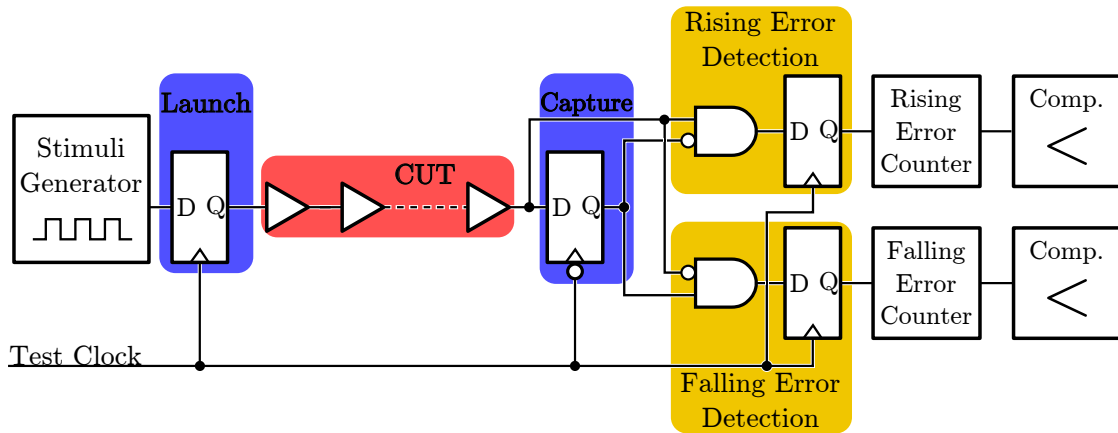 Rising Error
Detection
Launch
Capture
Stimuli
Generator
CUT
D Q
D Q
D Q
Rising
Error
Counter
Comp.
D Q
Falling
Error
Counter
Comp.
Test Clock
Falling Error
Detection